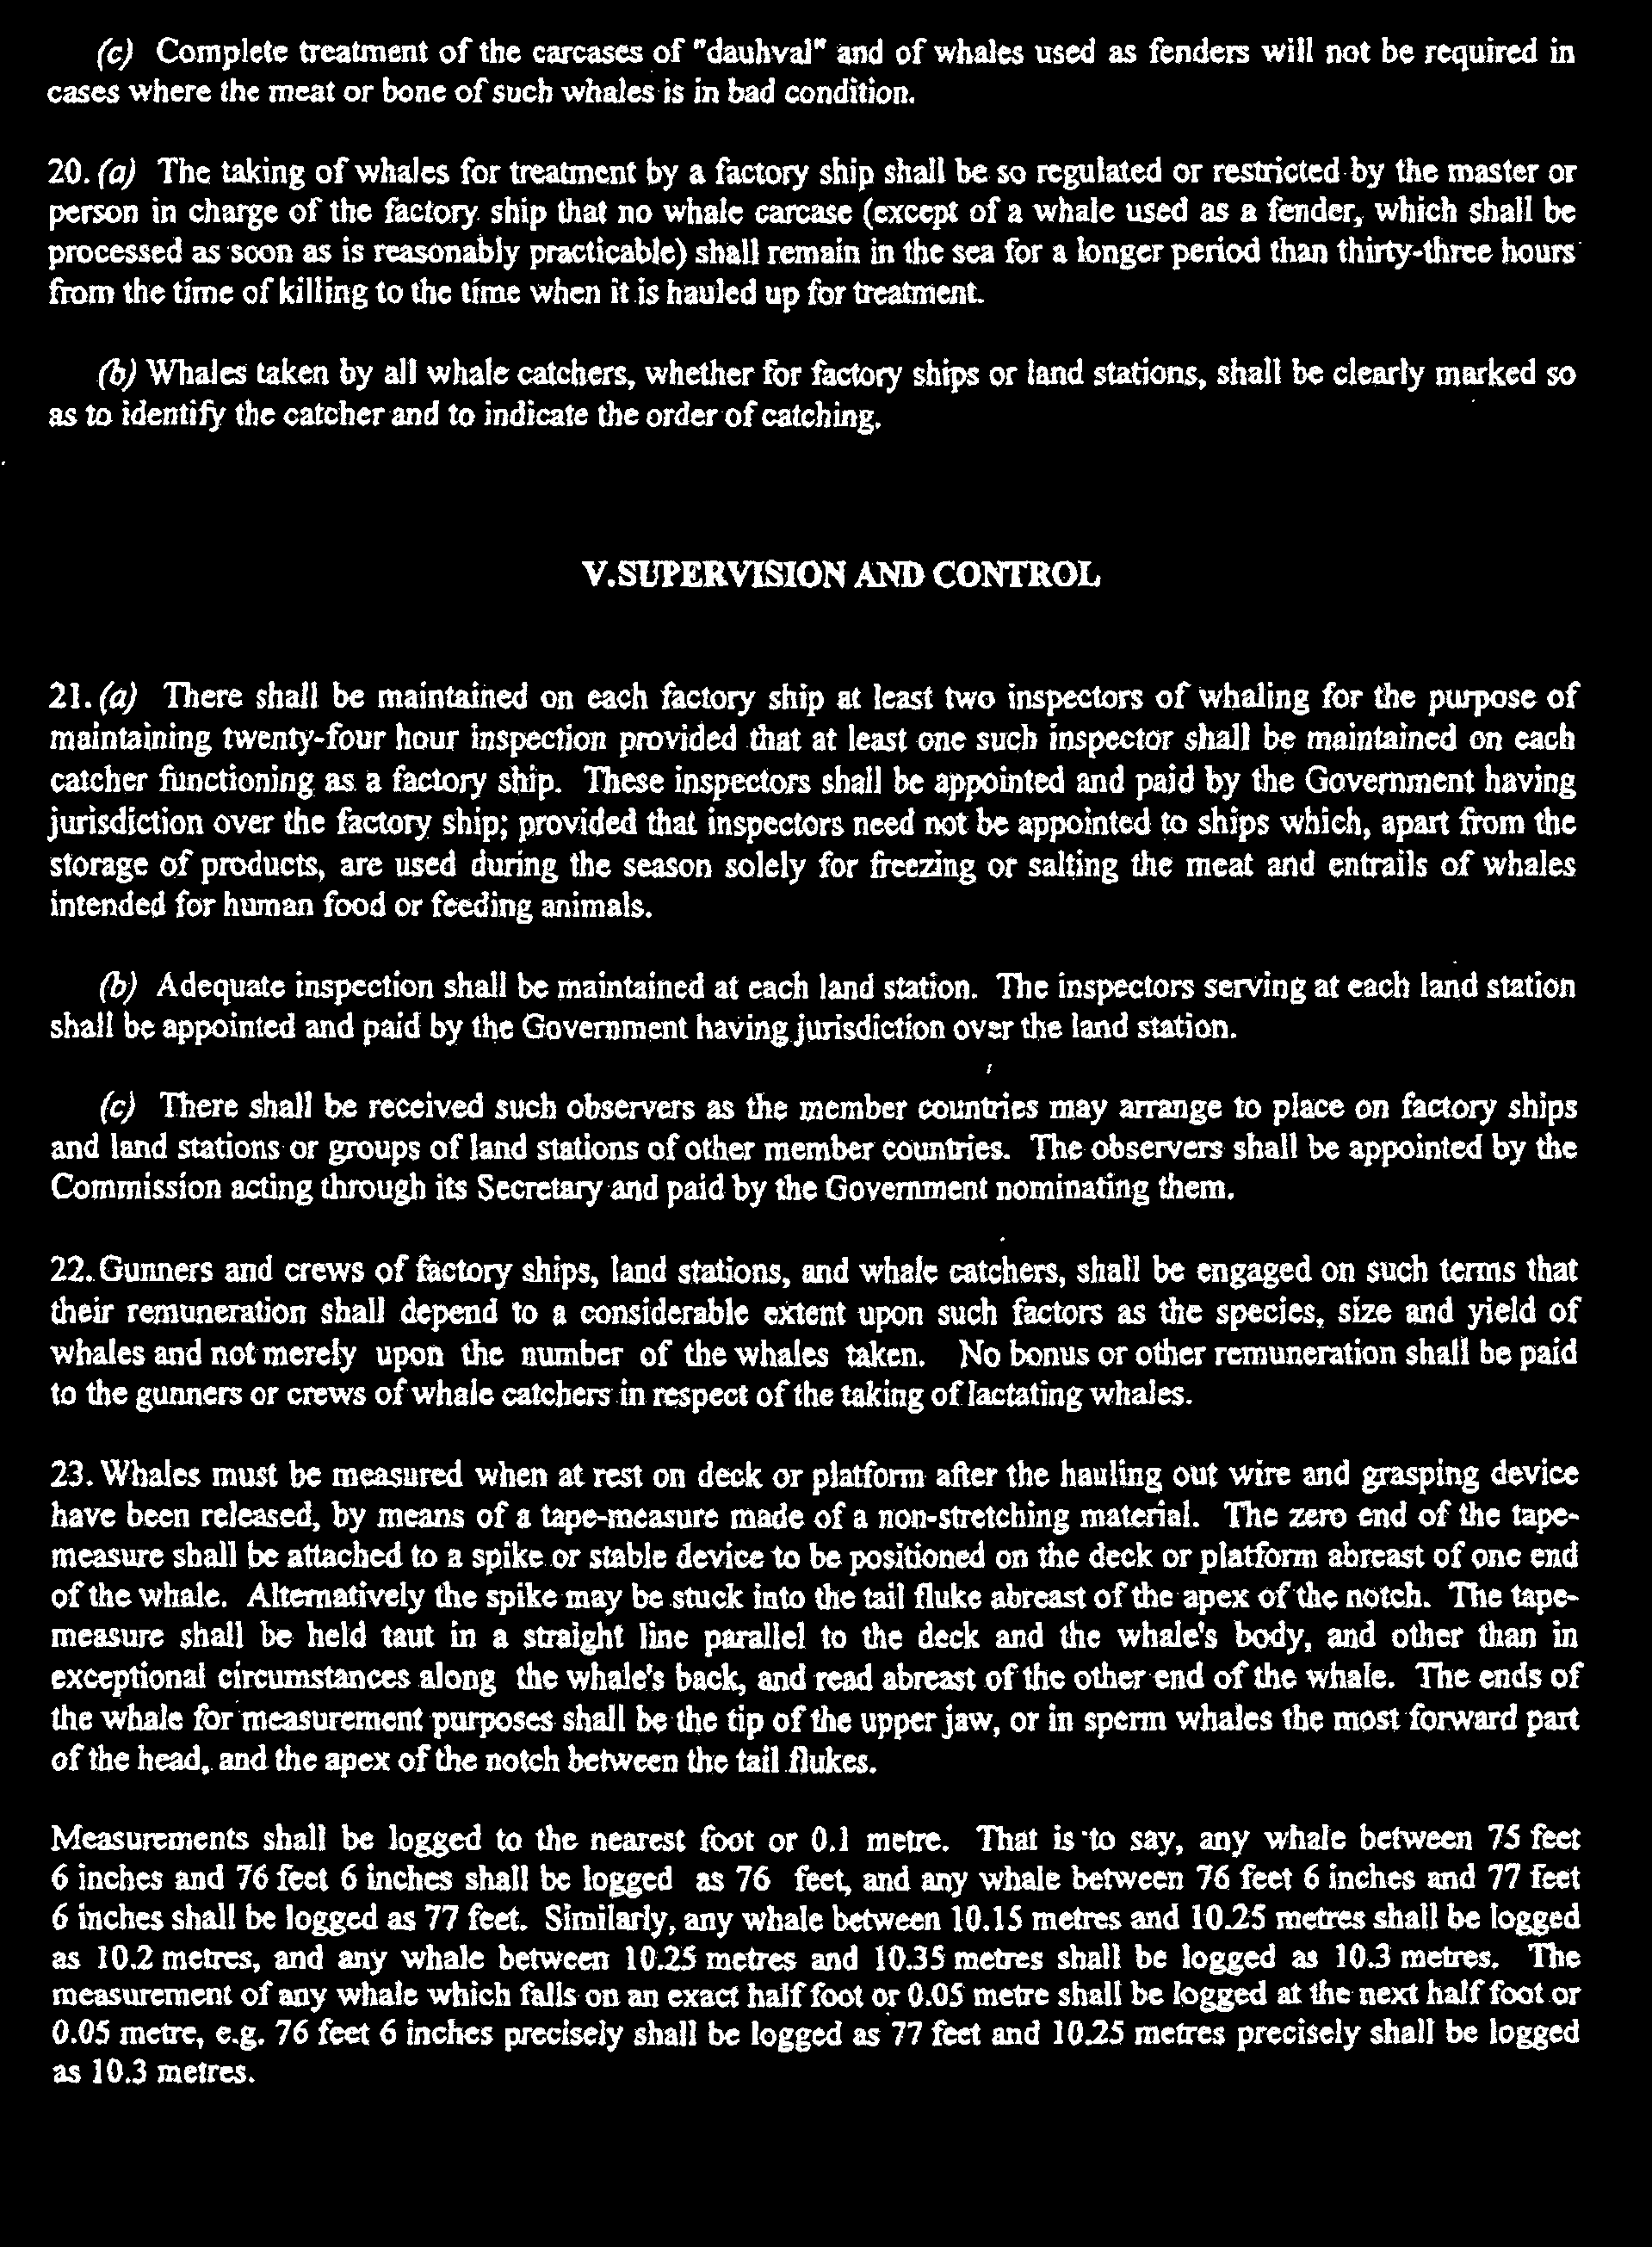 (c) Complete treatment of the carcases of "dauhval" and of whales used as fenders will not be required in
cases where the meat or bone of such whales is in bad condition.
20. (a) The taking of whales for treatment by a factory ship shall be so regulated or restricted by the master or
person in charge of the factory ship that no whale carcase (except of a whale used as a fender, which shall be
processed as soon as is reasonably practicable) shall remain in the sea for a longer period than thirty-three hours
from the time of killing to the time when it is hauled up for treatment.
(b) Whales taken by all whale catchers, whether for factory ships or land stations, shall be clearly marked so
as to identify the catcher and to indicate the order of catching.
V. SUPERVISION AND CONTROL
21. (a) There shall be maintained on each factory ship at least two inspectors of whaling for the purpose of
maintaining twenty-four hour inspection provided that at least one such inspector shall be maintained on each
catcher functioning as a factory ship. These inspectors shall be appointed and paid by the Government having
jurisdiction over the factory ship; provided that inspectors need not be appointed to ships which, apart from the
storage of products, are used during the season solely for freezing or salting the meat and entrails of whales
intended for human food or feeding animals.
(b) Adequate inspection shall be maintained at each land station. The inspectors serving at each land station
shall be appointed and paid by the Government having jurisdiction over the land station.
(c) There shall be received such observers as the member countries may arrange to place on factory ships
and land stations or groups of land stations of other member countries. The observers shall be appointed by the
Commission acting through its Secretary and paid by the Government nominating them.
22. Gunners and crews of factory ships, land stations, and whale catchers, shall be engaged on such terms that
their remuneration shall depend to a considerable extent upon such factors as the species, size and yield of
whales and not merely upon the number of the whales taken. No bonus or other remuneration shall be paid
to the gunners or crews of whale catchers in respect of the taking of lactating whales.
23. Whales must be measured when at rest on deck or platform after the hauling out wire and grasping device
have been released, by means of a tape-measure made of a non-stretching material. The zero end of the tape-
measure shall be attached to a spike or stable device to be positioned on the deck or platform abreast of one end
of the whale. Alternatively the spike may be stuck into the tail fluke abreast of the apex of the notch. The tape-
measure shall be held taut in a straight line parallel to the deck and the whale's body, and other than in
exceptional circumstances along the whale's back, and read abreast of the other end of the whale. The ends of
the whale for measurement purposes shall be the tip of the upper jaw, or in sperm whales the most forward part
of the head, and the apex of the notch between the tail flukes.
Measurements shall be logged to the nearest foot or 0.1 metre. That is to say, any whale between 75 feet
6 inches and 76 feet 6 inches shall be logged as 76 feet, and any whale between 76 feet 6 inches and 77 feet
6 inches shall be logged as 77 feet. Similarly, any whale between 10.15 metres and 10.25 metres shall be logged
as 10.2 metres, and any whale between 10.25 metres and 10.35 metres shall be logged as 10.3 metres. The
measurement of any whale which falls on an exact half foot or 0.05 metre shall be logged at the next half foot or
0.05 metre, e.g. 76 feet 6 inches precisely shall be logged as 77 feet and 10.25 metres precisely shall be logged
as 10.3 metres.